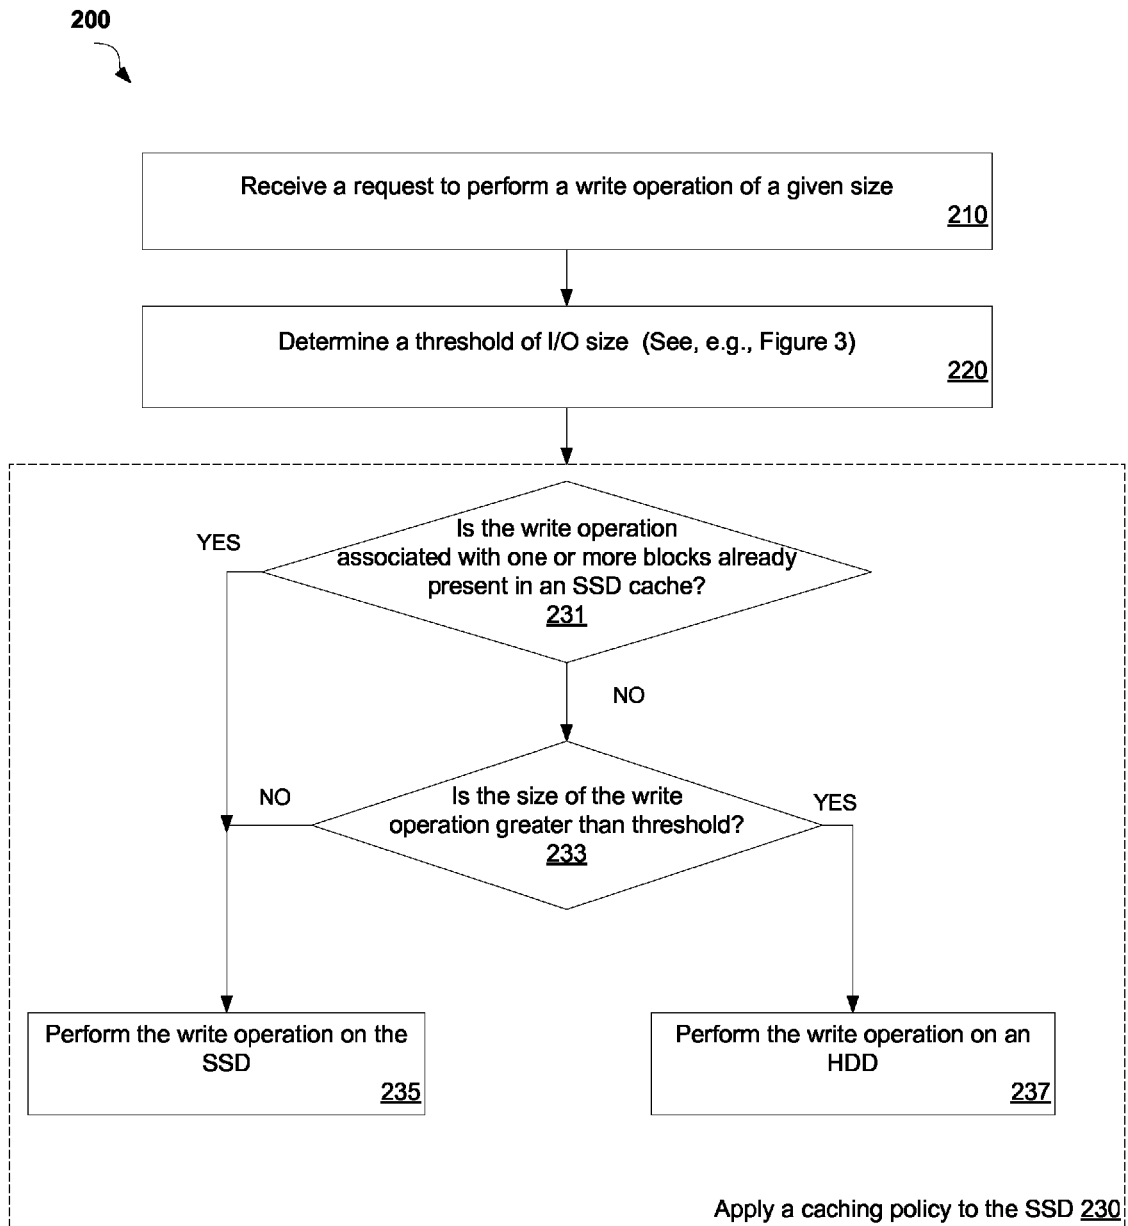 200
Receive a request to perform a write operation of a given size
210
Determine a threshold of I/O size (See, e.g., Figure 3)
220
Is the write operation
associated with one or more blocks already
present in an SSD cache?
231
YES
NO
Is the size of the write
operation greater than threshold?
233
NO
YES
Perform the write operation on the
SSD
235
Perform the write operation on an
HDD
237
Apply a caching policy to the SSD 230